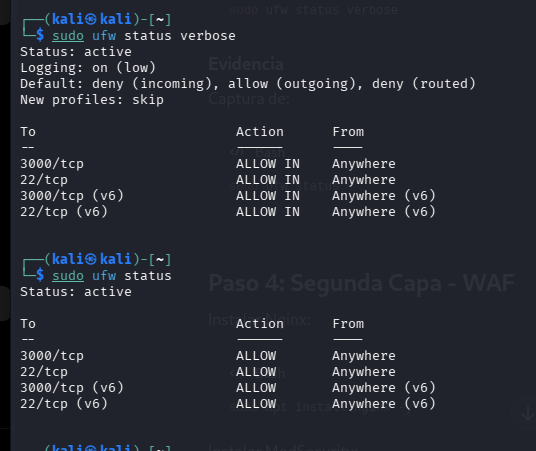 sudo ufw status verbose
┌──(kali㉿kali)-[~]
└─$ sudo ufw status verbose
Status: active
Logging: on (low)
Default: deny (incoming), allow (outgoing), deny (routed)
New profiles: skip
Evidencia
Captura de:
To                         Action      From
--                         ------      ----
3000/tcp                   ALLOW IN    Anywhere
22/tcp                     ALLOW IN    Anywhere
3000/tcp (v6)              ALLOW IN    Anywhere (v6)
22/tcp (v6)                ALLOW IN    Anywhere (v6)
┌──(kali㉿kali)-[~]
└─$ sudo ufw status
Status: active
Paso 4: Segunda Capa - WAF
To                         Action      From
--                         ------      ----
3000/tcp                   ALLOW       Anywhere
22/tcp                     ALLOW       Anywhere
3000/tcp (v6)              ALLOW       Anywhere (v6)
22/tcp (v6)                ALLOW       Anywhere (v6)
┌──(kali㉿kali)-[~]